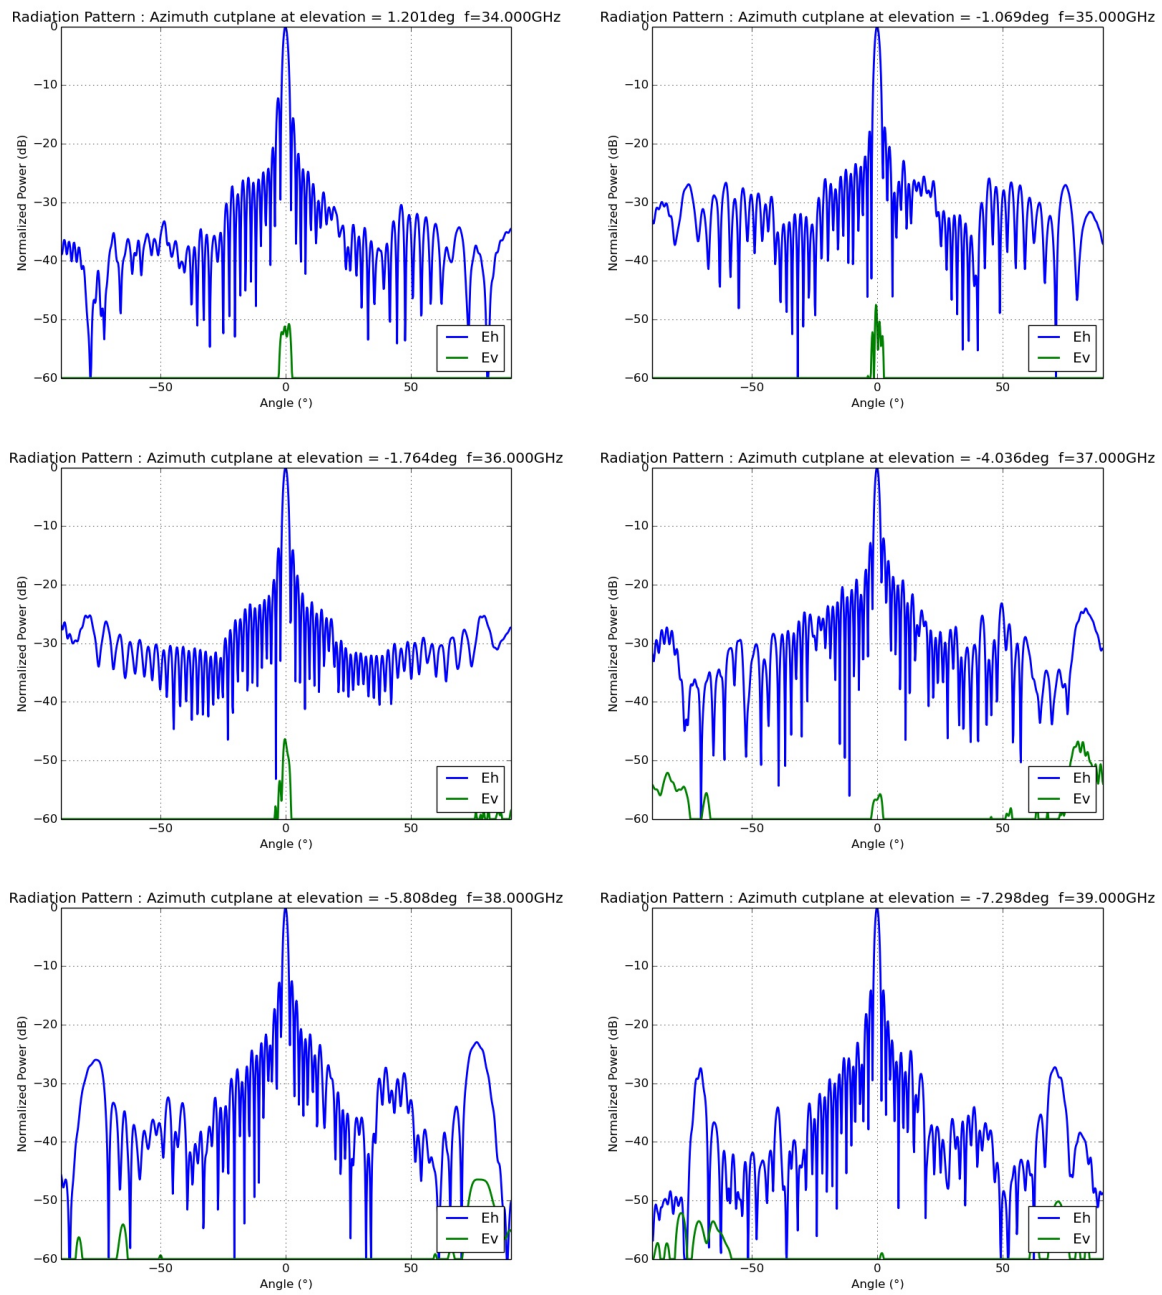 Radiation Pattern : Azimuth cutplane at elevation = 1.201deg  f=34.000GHz
0
−10
−20
−30
−40
−50
−60
Normalized Power (dB)
Eh
Ev
−50
0
50
Angle (°)
Radiation Pattern : Azimuth cutplane at elevation = -1.069deg  f=35.000GHz
0
−10
−20
−30
−40
−50
−60
Normalized Power (dB)
Eh
Ev
−50
0
50
Angle (°)
Radiation Pattern : Azimuth cutplane at elevation = -1.764deg  f=36.000GHz
0
−10
−20
−30
−40
−50
−60
Normalized Power (dB)
Eh
Ev
−50
0
50
Angle (°)
Radiation Pattern : Azimuth cutplane at elevation = -4.036deg  f=37.000GHz
0
−10
−20
−30
−40
−50
−60
Normalized Power (dB)
Eh
Ev
−50
0
50
Angle (°)
Radiation Pattern : Azimuth cutplane at elevation = -5.808deg  f=38.000GHz
0
−10
−20
−30
−40
−50
−60
Normalized Power (dB)
Eh
Ev
−50
0
50
Angle (°)
Radiation Pattern : Azimuth cutplane at elevation = -7.298deg  f=39.000GHz
0
−10
−20
−30
−40
−50
−60
Normalized Power (dB)
Eh
Ev
−50
0
50
Angle (°)